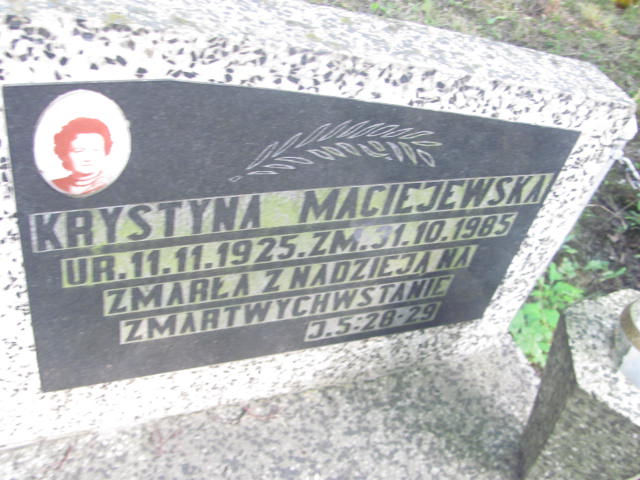 KRYSTYNA MACIEJEWSKA
UR.11.11.1925.ZM.31.10.1985
ZMARŁA Z NADZIEJĄ NA
ZMARTWYCHWSTANIE
J.5:28-29